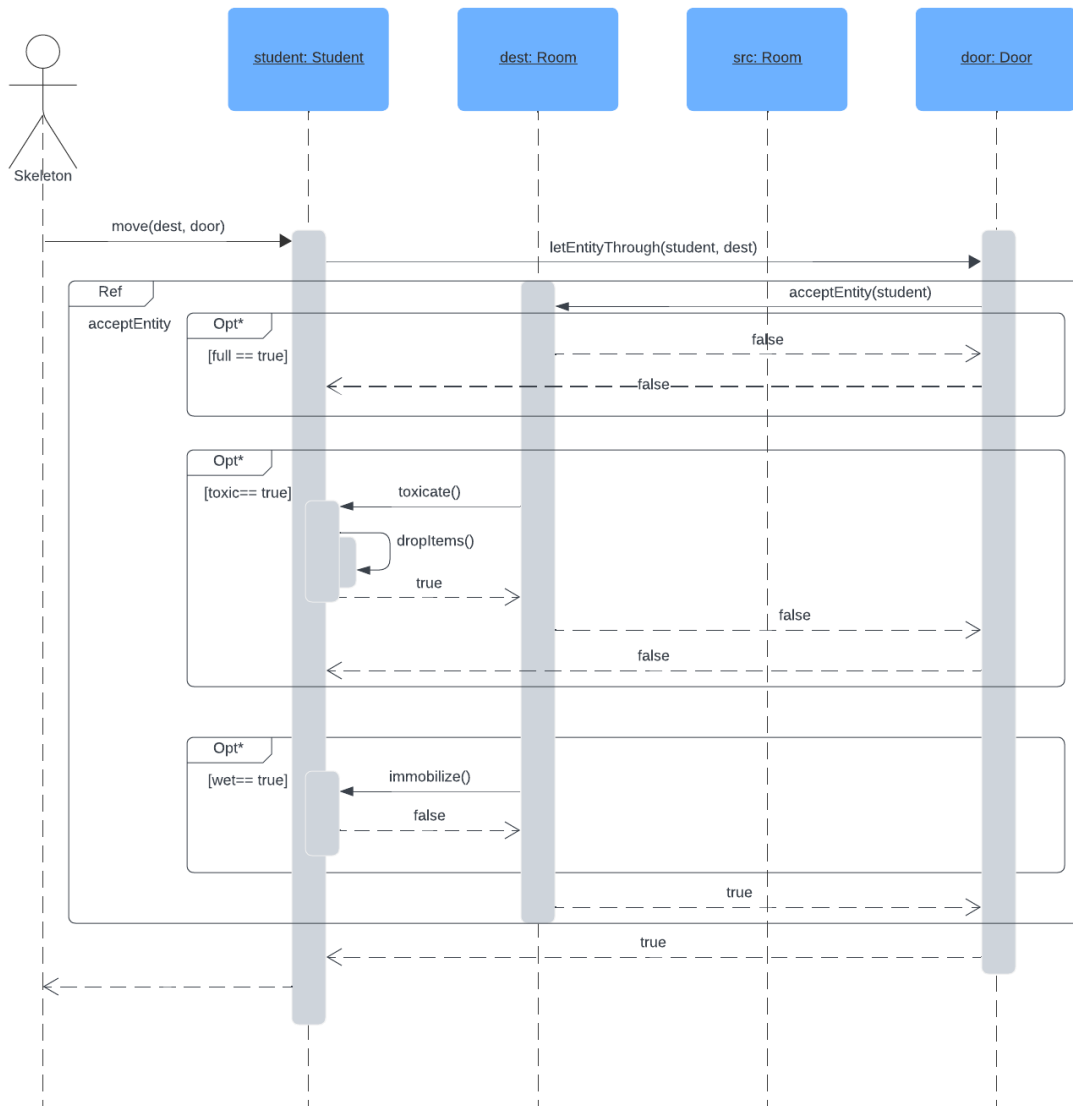 student: Student
dest: Room
src: Room
door: Door
Skeleton
move(dest, door)
letEntityThrough(student, dest)
Ref
acceptEntity(student)
acceptEntity
Opt*
[full == true]
false
false
Opt*
[toxic== true]
toxicate()
dropItems()
true
false
false
Opt*
[wet== true]
immobilize()
false
true
true